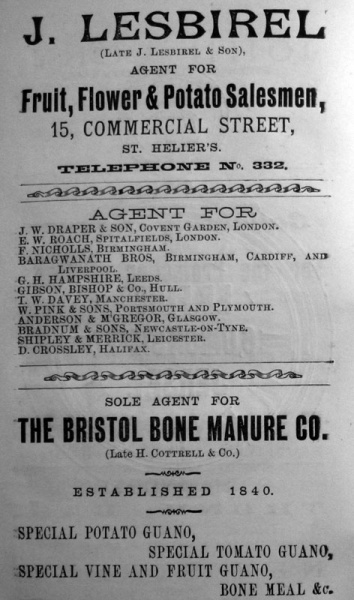 J. LESBIREL
(LATE J. LESBIREL & SON),
AGENT FOR
Fruit, Flower & Potato Salesmen,
15, COMMERCIAL STREET,
ST. HELIER'S.
TELEPHONE No. 332.
AGENT FOR
J. W. DRAPER & SON, COVENT GARDEN, LONDON.
E. W. ROACH, SPITALFIELDS, LONDON.
F. NICHOLLS, BIRMINGHAM.
BARAGWANATH BROS, BIRMINGHAM, CARDIFF, AND
LIVERPOOL.
G. H. HAMPSHIRE, LEEDS.
GIBSON, BISHOP & Co., HULL.
T. W. DAVEY, MANCHESTER.
W. PINK & SONS, PORTSMOUTH AND PLYMOUTH.
ANDERSON & M'GREGOR, GLASGOW.
BRADNUM & SONS, NEWCASTLE-ON-TYNE.
SHIPLEY & MERRICK, LEICESTER.
D. CROSSLEY, HALIFAX.
SOLE AGENT FOR
THE BRISTOL BONE MANURE CO.
(Late H. COTTRELL & Co.)
ESTABLISHED 1840.
SPECIAL POTATO GUANO,
SPECIAL TOMATO GUANO,
SPECIAL VINE AND FRUIT GUANO,
BONE MEAL &c.